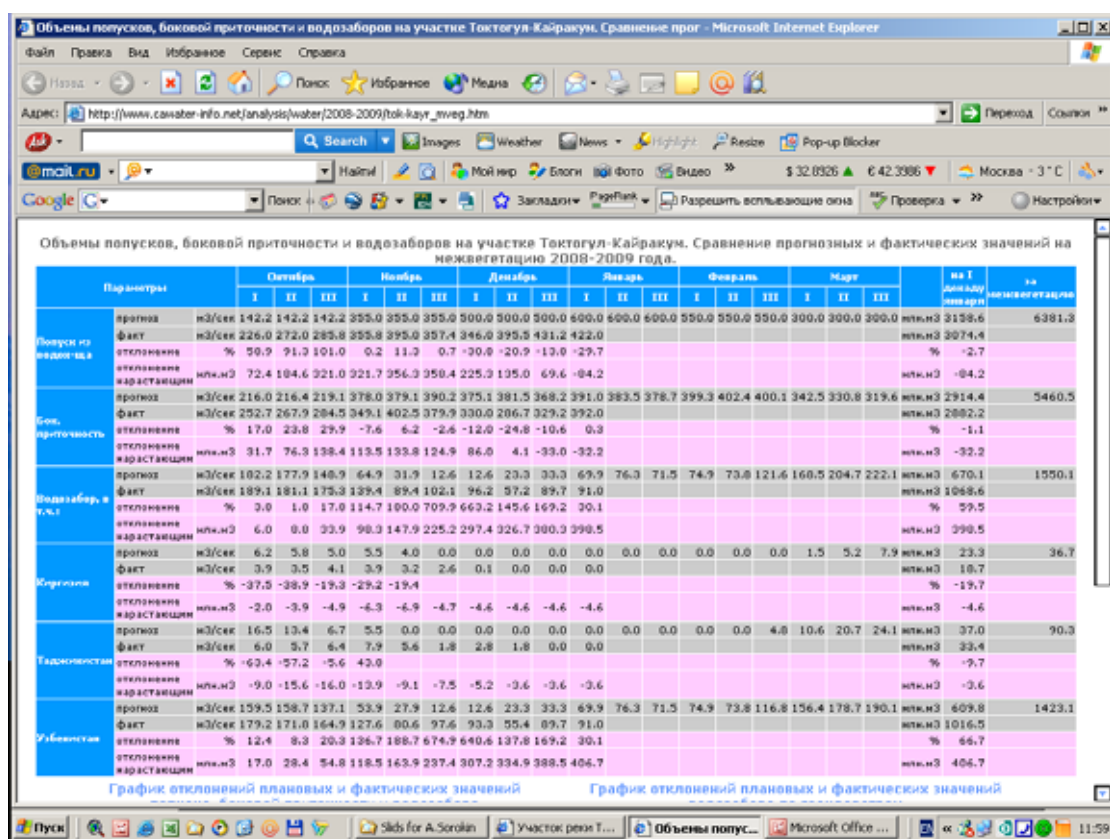 Объемы попусков, боковой приточности и водозаборов на участке Токтогул-Кайракум. Сравнение прог - Microsoft Internet Explorer
Файл Правка Вид Избранное Сервис Справка
Назад Поиск Избранное Медиа
Адрес: http://www.cawater-info.net/analysis/water/2008-2009/tok-kayr_mveg.htm Переход Ссылки »
Ask Search Images Weather News Highlight Resize Pop-up Blocker
@mail.ru Найти! Мой мир Блоги Фото Видео » $ 32.8926 ▲ € 42.3986 ▼ Москва -3°C
Google G Поиск Закладки PageRank Разрешить всплывающие окна Проверка » Настройки
Объемы попусков, боковой приточности и водозаборов на участке Токтогул-Кайракум. Сравнение прогнозных и фактических значений на
межвегетацию 2008-2009 года.
Параметры Октябрь Ноябрь Декабрь Январь Февраль Март на I декаду января за межвегетацию
I II III I II III I II III I II III I II III I II III
Попуск из водох-ща
прогноз м3/сек 142.2 142.2 142.2 355.0 355.0 355.0 500.0 500.0 500.0 600.0 600.0 600.0 550.0 550.0 550.0 300.0 300.0 300.0 млн.м3 3158.6 6381.3
факт м3/сек 226.0 272.0 285.8 355.8 395.0 357.4 346.0 395.5 431.2 422.0 млн.м3 3074.4
отклонение % 50.9 91.3 101.0 0.2 11.3 0.7 -30.8 -20.9 -13.8 -29.7 % -2.7
отклонение нарастающим млн.м3 72.4 184.6 321.0 321.7 356.3 358.4 225.3 135.0 69.6 -84.2 млн.м3 -84.2
Бок. приточность
прогноз м3/сек 216.0 216.4 219.1 378.0 379.1 390.2 375.1 381.5 368.2 391.0 383.5 378.7 399.3 402.4 400.1 342.5 330.8 319.6 млн.м3 2914.4 5460.5
факт м3/сек 252.7 267.9 284.5 349.1 402.5 379.9 330.0 286.7 329.2 392.0 млн.м3 2882.2
отклонение % 17.0 23.8 29.9 -7.6 6.2 -2.6 -12.0 -24.8 -10.6 0.3 % -1.1
отклонение нарастающим млн.м3 31.7 76.3 138.4 113.5 133.8 124.9 86.0 4.1 -33.0 -32.2 млн.м3 -32.2
Водозабор, в т.ч.:
прогноз м3/сек 182.2 177.9 148.9 64.9 31.9 12.6 12.6 23.3 33.3 69.9 76.3 71.5 74.9 73.8 121.6 168.5 204.7 222.1 млн.м3 670.1 1550.1
факт м3/сек 189.1 181.1 175.3 139.4 89.4 102.1 96.2 57.2 89.7 91.0 млн.м3 1068.6
отклонение % 3.8 1.8 17.8 114.7 180.0 709.9 663.2 145.6 169.2 30.1 % 59.5
отклонение нарастающим млн.м3 6.0 8.8 33.9 98.3 147.9 225.2 297.4 326.7 380.3 398.5 млн.м3 398.5
Киргизия
прогноз м3/сек 6.2 5.8 5.0 5.5 4.0 0.0 0.0 0.0 0.0 0.0 0.0 0.0 0.0 0.0 0.0 1.5 5.2 7.9 млн.м3 23.3 36.7
факт м3/сек 3.9 3.5 4.1 3.9 3.2 2.6 0.1 0.0 0.0 0.0 млн.м3 18.7
отклонение % -37.5 -38.9 -19.3 -29.2 -19.4 % -19.7
отклонение нарастающим млн.м3 -2.0 -3.9 -4.9 -6.3 -6.9 -4.7 -4.6 -4.6 -4.6 -4.6 млн.м3 -4.6
Таджикистан
прогноз м3/сек 16.5 13.4 6.7 5.5 0.0 0.0 0.0 0.0 0.0 0.0 0.0 0.0 0.0 0.0 4.8 10.6 20.7 24.1 млн.м3 37.0 90.3
факт м3/сек 6.0 5.7 6.4 7.9 5.6 1.8 2.8 1.8 0.0 0.0 млн.м3 33.4
отклонение % -63.4 -57.2 -5.6 43.0 % -9.7
отклонение нарастающим млн.м3 -9.0 -15.6 -16.0 -13.9 -9.1 -7.5 -5.2 -3.6 -3.6 -3.6 млн.м3 -3.6
Узбекистан
прогноз м3/сек 159.5 158.7 137.1 53.9 27.9 12.6 12.6 23.3 33.3 69.9 76.3 71.5 74.9 73.8 116.8 156.4 178.7 190.1 млн.м3 609.8 1423.1
факт м3/сек 179.2 171.8 164.9 127.6 80.6 97.6 93.3 55.4 89.7 91.0 млн.м3 1016.5
отклонение % 12.4 8.3 20.3 136.7 188.7 674.9 640.6 137.8 169.2 30.1 % 66.7
отклонение нарастающим млн.м3 17.0 28.4 54.8 118.5 163.9 237.4 307.2 334.9 388.5 406.7 млн.м3 406.7
График отклонений плановых и фактических значений График отклонений плановых и фактических значений
Пуск Slids for A.Sorokin Участок реки Т... Объемы попус... Microsoft Office ... « 11:59